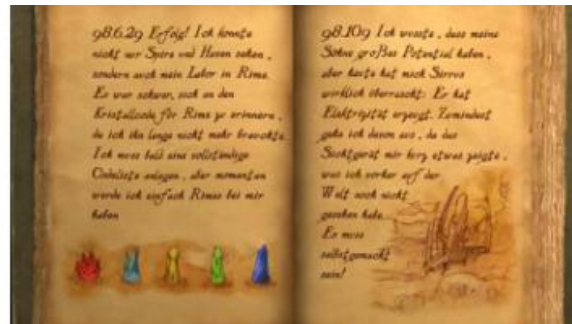 98.6.29 Erfolg! Ich konnte
nicht nur Spire und Haven sehen,
sondern auch mein Labor in Rime.
Es war schwer, sich an den
Kristallcode für Rime zu erinnern,
da ich ihn lange nicht mehr brauchte.
Ich muss bald eine vollständige
Codeliste anlegen, aber momentan
werde ich einfach Rimes bei mir
haben
98.10.9 Ich wusste, dass meine
Söhne großes Potential haben,
aber heute hat mich Sirrus
wirklich überrascht: Er hat
Elektrizität erzeugt. Zumindest
gehe ich davon aus, da das
Sichtgerät mir kurz etwas zeigte,
was ich vorher auf der
Welt noch nicht
gesehen habe.
Es muss
selbstgemacht
sein!